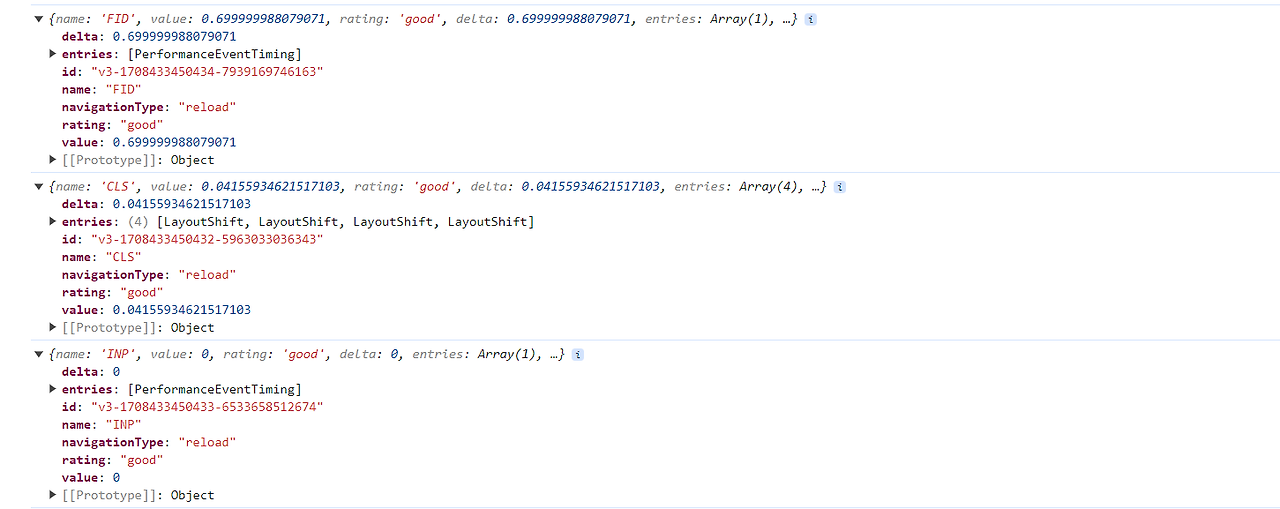 {name: 'FID', value: 0.699999988079071, rating: 'good', delta: 0.699999988079071, entries: Array(1), …} i
delta: 0.699999988079071
entries: [PerformanceEventTiming]
id: "v3-1708433450434-7939169746163"
name: "FID"
navigationType: "reload"
rating: "good"
value: 0.699999988079071
[[Prototype]]: Object
{name: 'CLS', value: 0.04155934621517103, rating: 'good', delta: 0.04155934621517103, entries: Array(4), …} i
delta: 0.04155934621517103
entries: (4) [LayoutShift, LayoutShift, LayoutShift, LayoutShift]
id: "v3-1708433450432-5963033036343"
name: "CLS"
navigationType: "reload"
rating: "good"
value: 0.04155934621517103
[[Prototype]]: Object
{name: 'INP', value: 0, rating: 'good', delta: 0, entries: Array(1), …} i
delta: 0
entries: [PerformanceEventTiming]
id: "v3-1708433450433-6533658512674"
name: "INP"
navigationType: "reload"
rating: "good"
value: 0
[[Prototype]]: Object